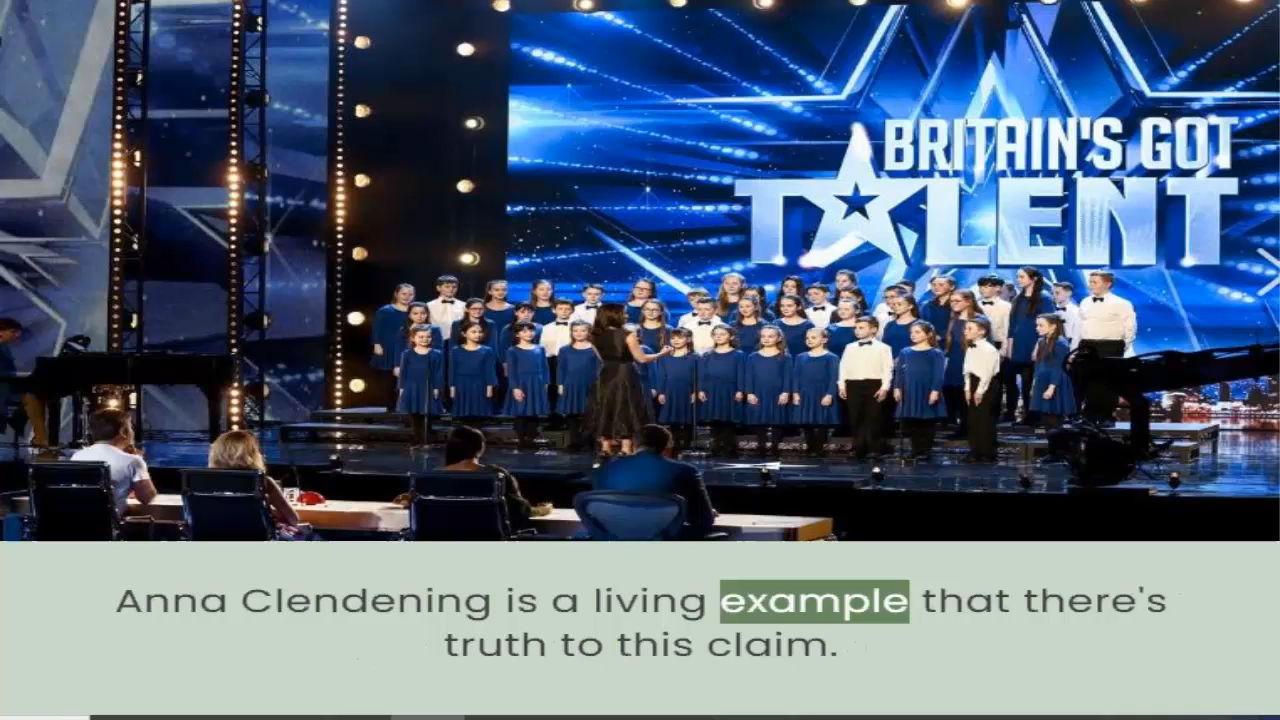 BRITAIN'S GOT
TALENT
Anna Clendening is a living example that there's
truth to this claim.